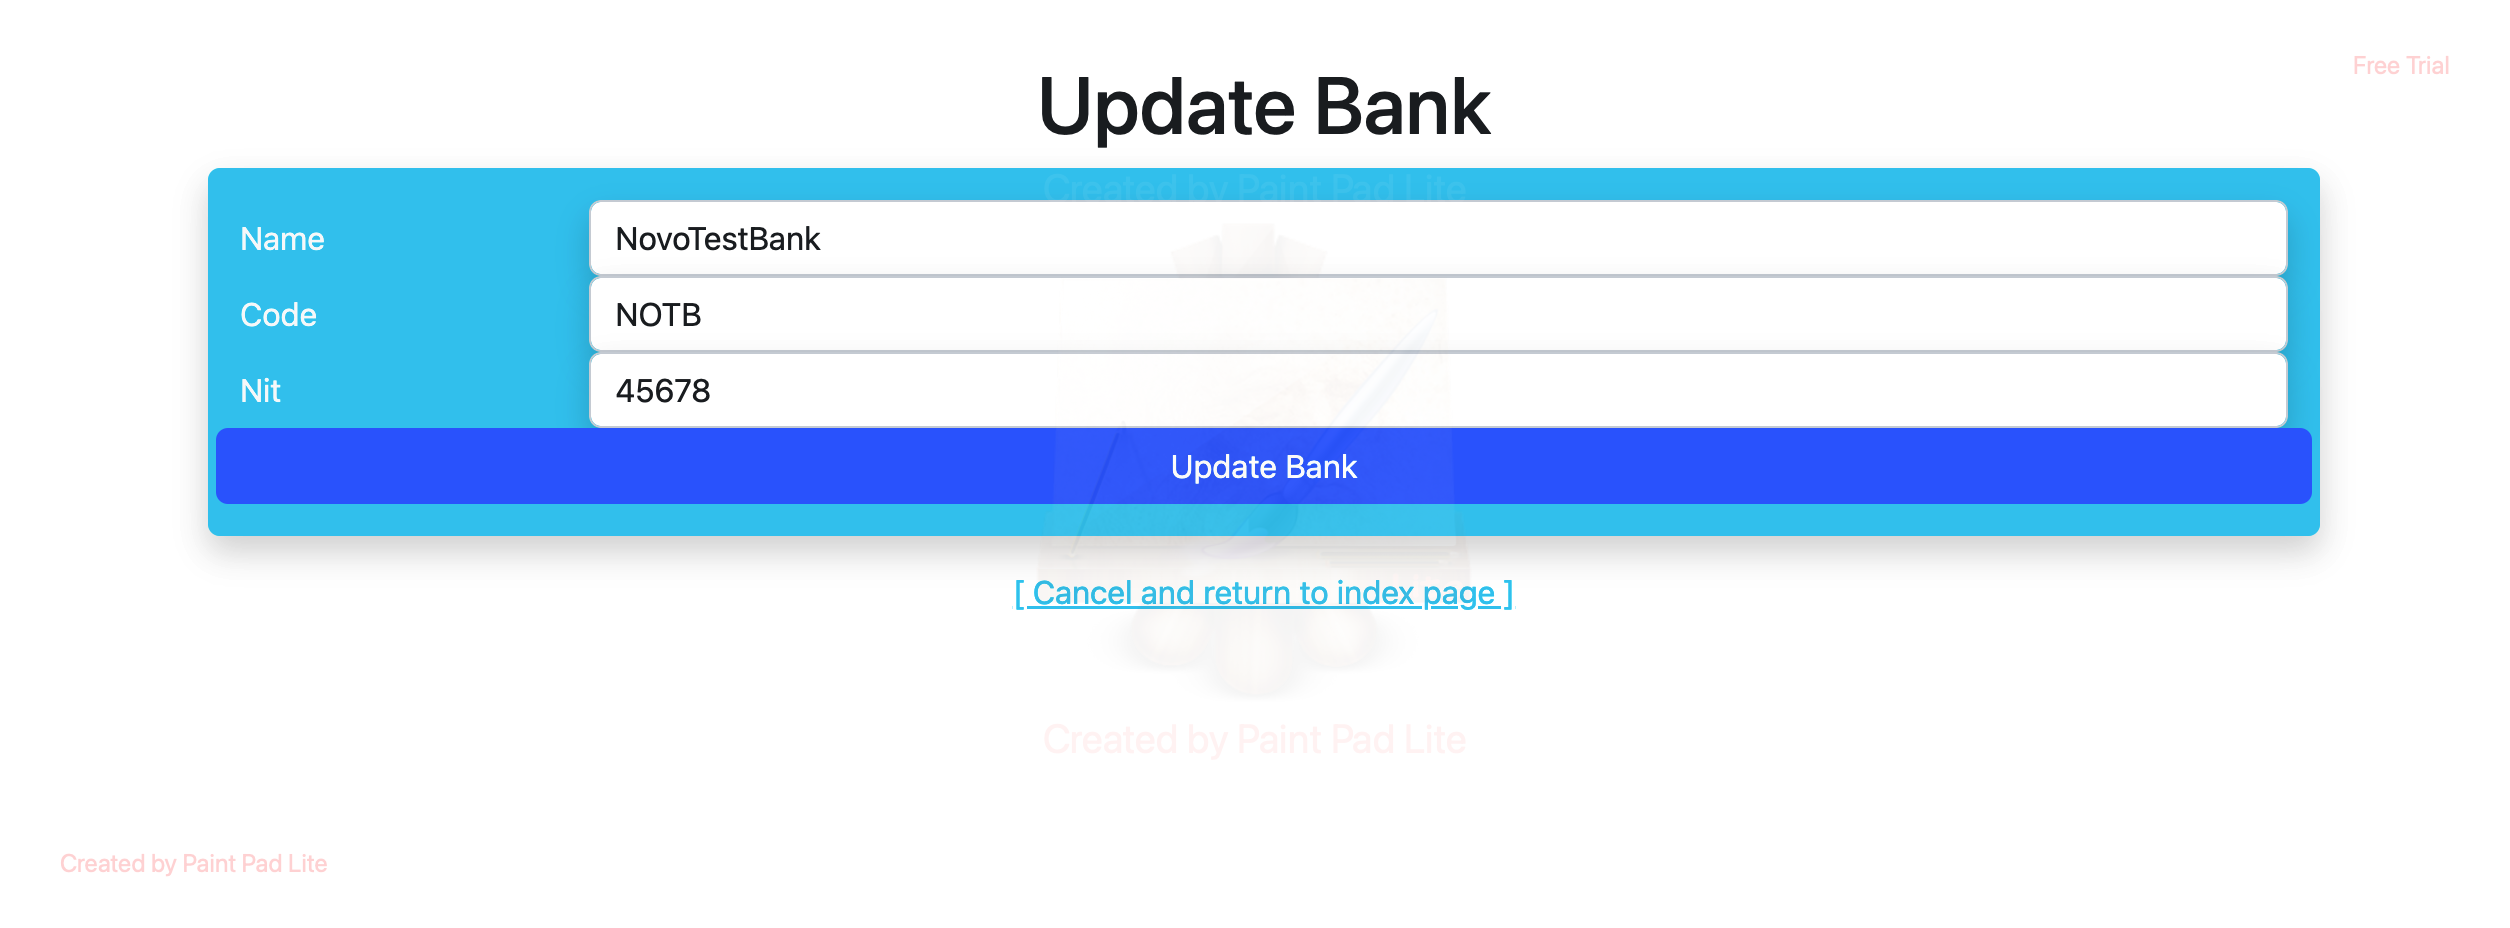 Free Trial
Update Bank
Created by Paint Pad Lite
Name
NovoTestBank
Code
NOTB
Nit
45678
Update Bank
[ Cancel and return to index page ]
Created by Paint Pad Lite
Created by Paint Pad Lite